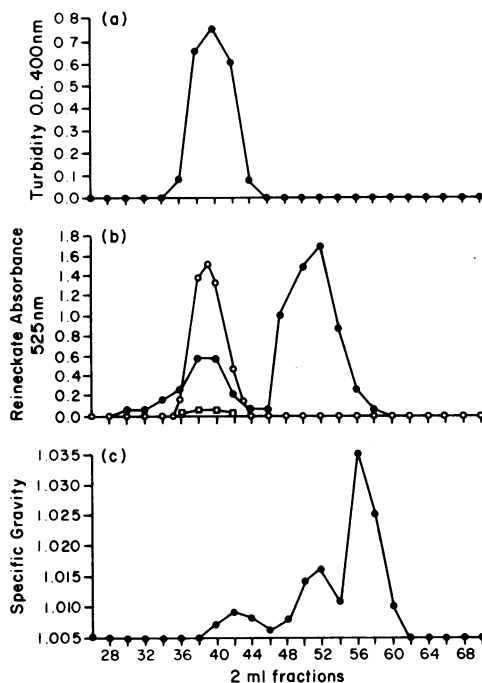 (a)
Turbidity O.D. 400nm
0.8
0.7
0.6
0.5
0.4
0.3
0.2
0.1
0.0
(b)
Reineckate Absorbance
525nm
1.8
1.6
1.4
1.2
1.0
0.8
0.6
0.4
0.2
0.0
(c)
Specific Gravity
1.035
1.030
1.025
1.020
1.015
1.010
1.005
28 32 36 40 44 48 52 56 60 64 68
2 ml fractions